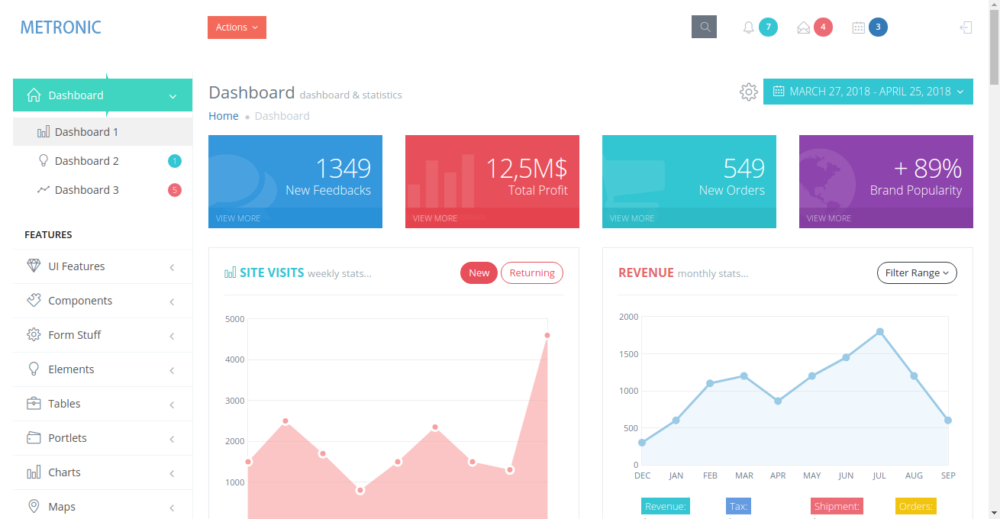 METRONIC
Actions
7
4
3
Dashboard
Dashboard 1
Dashboard 2
1
Dashboard 3
5
FEATURES
UI Features
Components
Form Stuff
Elements
Tables
Portlets
Charts
Maps
Dashboard dashboard & statistics
MARCH 27, 2018 - APRIL 25, 2018
Home Dashboard
1349
New Feedbacks
VIEW MORE
12,5M$
Total Profit
VIEW MORE
549
New Orders
VIEW MORE
+ 89%
Brand Popularity
VIEW MORE
SITE VISITS weekly stats...
New
Returning
5000
4000
3000
2000
1000
REVENUE monthly stats...
Filter Range
2000
1500
1000
500
0
DEC JAN FEB MAR APR MAY JUN JUL AUG SEP
Revenue: Tax: Shipment: Orders: